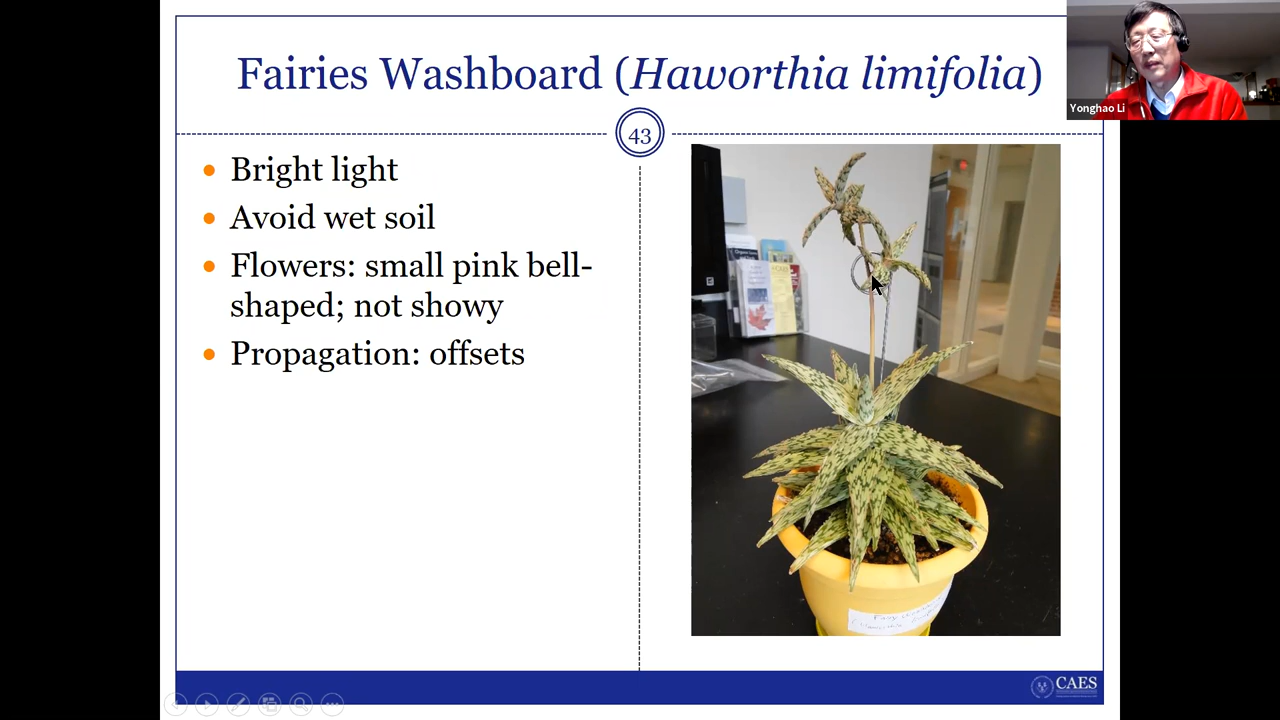 Fairies Washboard (Haworthia limifolia)
Yonghao Li
43
Bright light
Avoid wet soil
Flowers: small pink bell-
shaped; not showy
Propagation: offsets
CAES